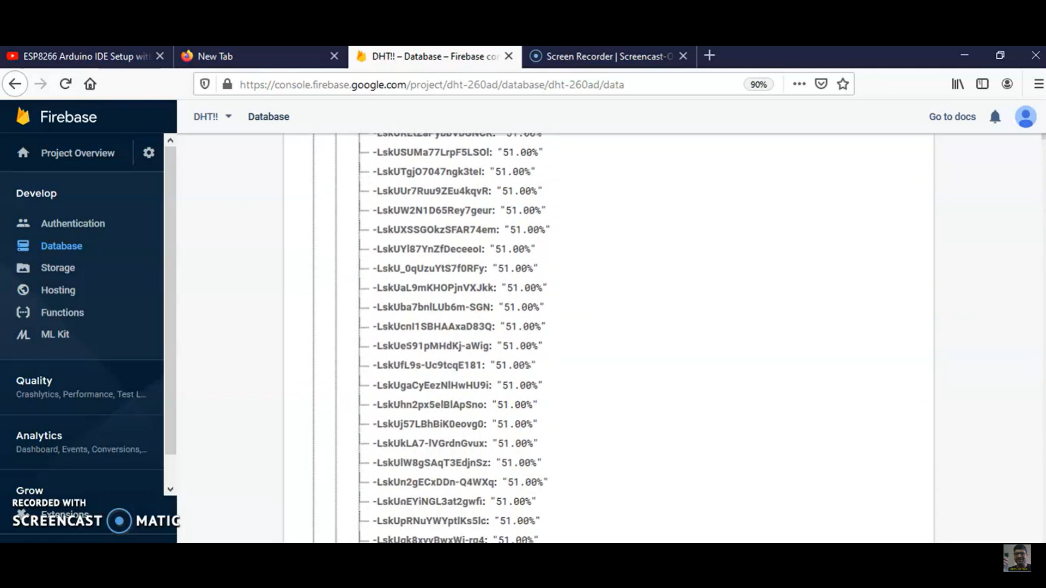 ESP8266 Arduino IDE Setup with
New Tab
DHT!! – Database – Firebase co
Screen Recorder | Screencast-O
https://console.firebase.google.com/project/dht-260ad/database/dht-260ad/data
90%
Firebase
DHT!!
Database
Go to docs
Project Overview
Develop
Authentication
Database
Storage
Hosting
Functions
ML Kit
Quality
Crashlytics, Performance, Test L...
Analytics
Dashboard, Events, Conversions,...
Grow
Extensions
RECORDED WITH
SCREENCAST MATIC
"51.00%"
-LskUSUMa77LrpF5LSOl: "51.00%"
-LskUTgjO7047ngk3teI: "51.00%"
-LskUUr7Ruu9ZEu4kqvR: "51.00%"
-LskUW2N1D65Rey7geur: "51.00%"
-LskUXSSGOkzSFAR74em: "51.00%"
-LskUYl87YnZfDeceeoI: "51.00%"
-LskU_0qUzuYtS7f0RFy: "51.00%"
-LskUaL9mKHOPjnVXJkk: "51.00%"
-LskUba7bnlLUb6m-SGN: "51.00%"
-LskUcnI1SBHAAxaD83Q: "51.00%"
-LskUe591pMHdKj-aWig: "51.00%"
-LskUfL9s-Uc9tcqE181: "51.00%"
-LskUgaCyEezNlHwHU9i: "51.00%"
-LskUhn2px5elBlApSno: "51.00%"
-LskUj57LBhBiK0eovg0: "51.00%"
-LskUkLA7-lVGrdnGvux: "51.00%"
-LskUlW8gSAqT3EdjnSz: "51.00%"
-LskUn2gECxDDn-Q4WXq: "51.00%"
-LskUnEYiNGL3at2gwfi: "51.00%"
-LskUpRNuYWYptlKs5lc: "51.00%"
-LskUqk8xyyBwxWj-rg4: "51.00%"